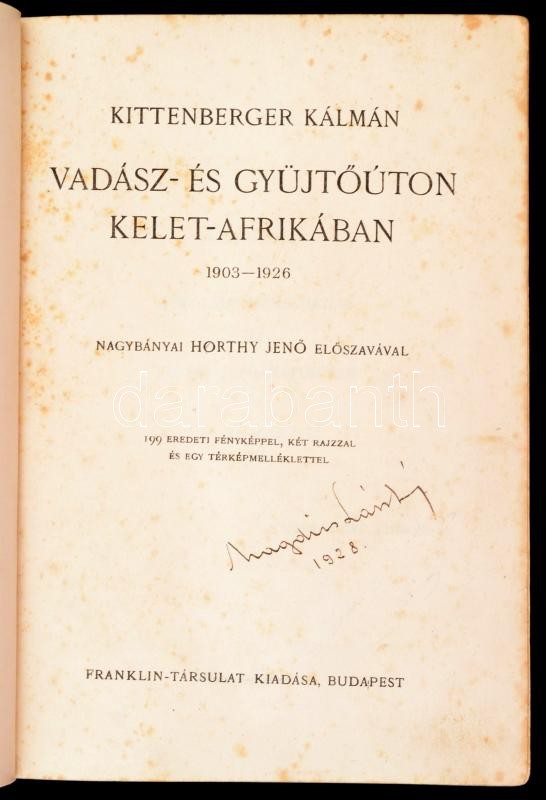 KITTENBERGER KÁLMÁN
VADÁSZ- ÉS GYÜJTŐÚTON
KELET-AFRIKÁBAN
1903—1926
NAGYBÁNYAI HORTHY JENŐ ELŐSZAVÁVAL
darabanth
199 EREDETI FÉNYKÉPPEL, KÉT RAJZZAL
ÉS EGY TÉRKÉPMELLÉKLETTEL
1928.
FRANKLIN-TÁRSULAT KIADÁSA, BUDAPEST